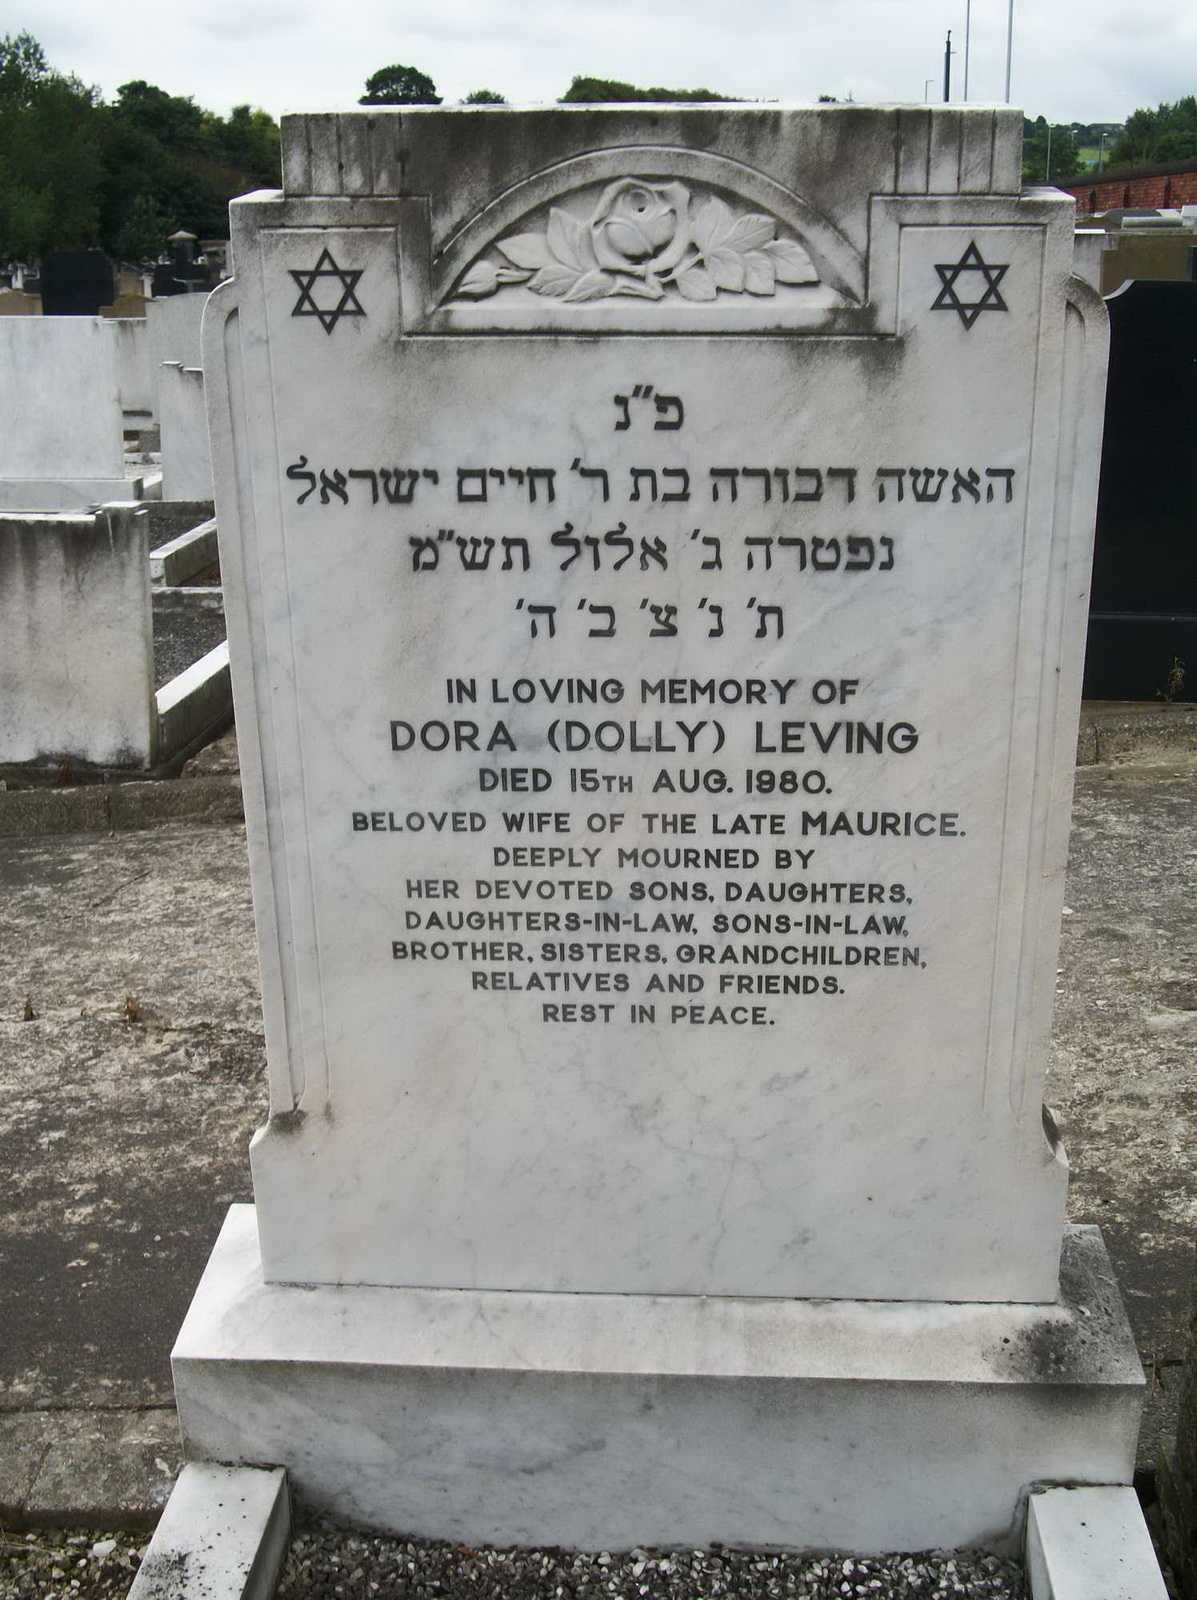 פ״נ
האשה דבורה בת ר׳ חיים ישראל
נפטרה ג׳ אלול תש״מ
ת׳ נ׳ צ׳ ב׳ ה׳
IN LOVING MEMORY OF
DORA (DOLLY) LEVING
DIED 15TH AUG. 1980.
BELOVED WIFE OF THE LATE MAURICE.
DEEPLY MOURNED BY
HER DEVOTED SONS, DAUGHTERS,
DAUGHTERS-IN-LAW, SONS-IN-LAW,
BROTHER, SISTERS, GRANDCHILDREN,
RELATIVES AND FRIENDS.
REST IN PEACE.